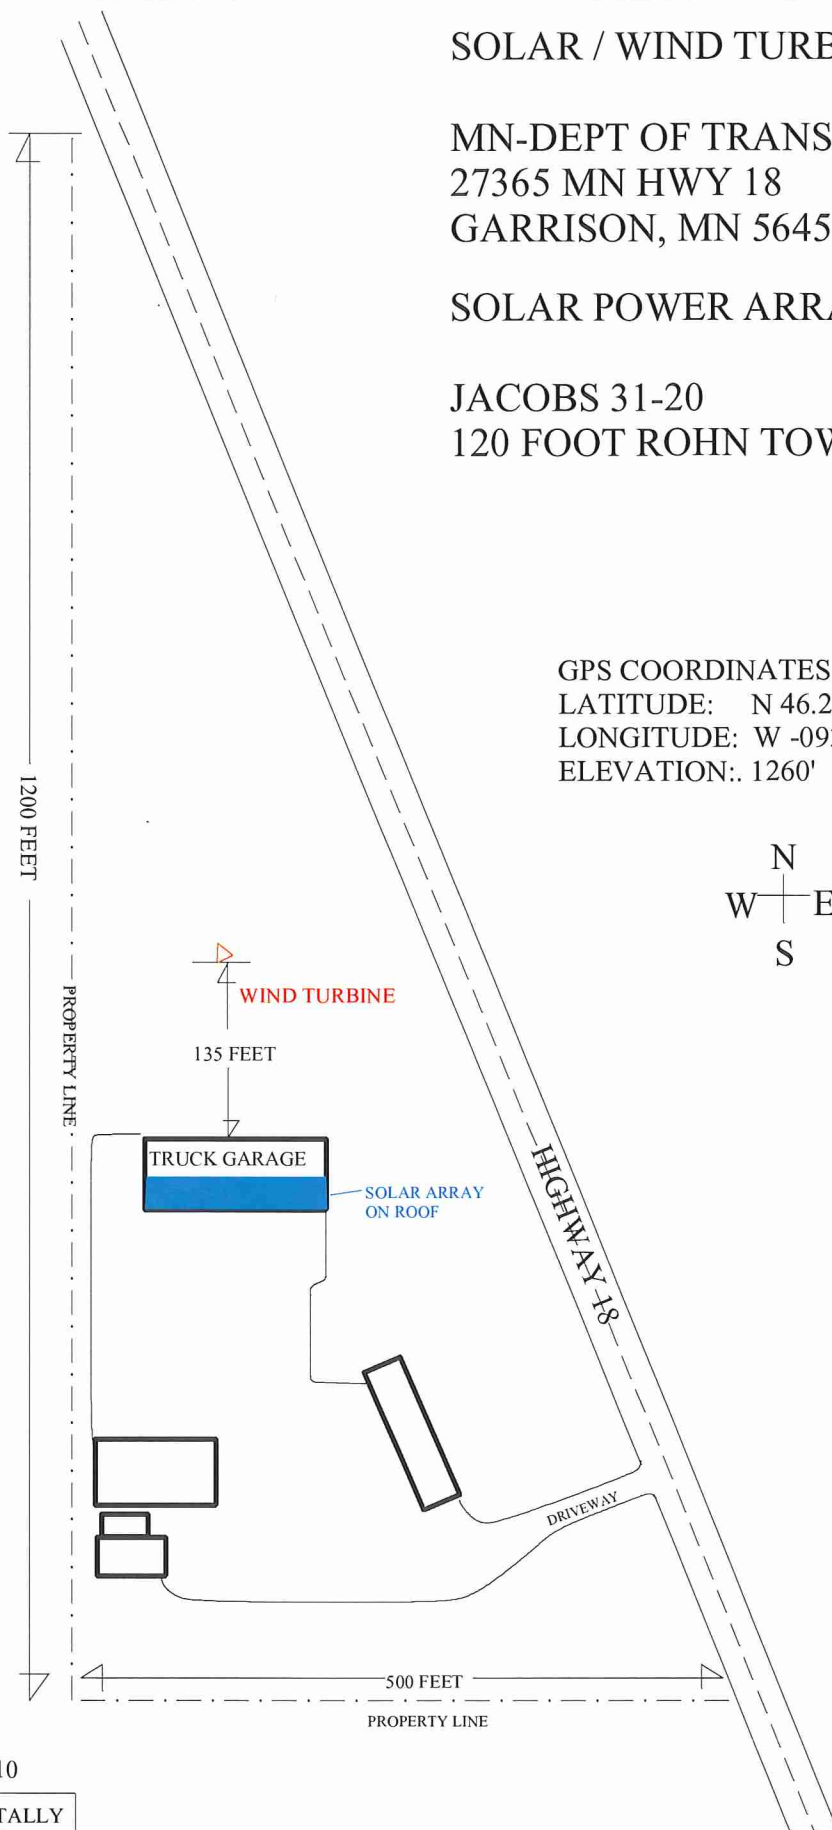 SOLAR / WIND TURB
MN-DEPT OF TRANS
27365 MN HWY 18
GARRISON, MN 5645
SOLAR POWER ARRA
JACOBS 31-20
120 FOOT ROHN TOW
GPS COORDINATES
LATITUDE: N 46.2
LONGITUDE: W -09
ELEVATION:. 1260'
N
W E
S
1200 FEET
PROPERTY LINE
WIND TURBINE
135 FEET
TRUCK GARAGE
SOLAR ARRAY
ON ROOF
HIGHWAY 18
DRIVEWAY
500 FEET
PROPERTY LINE
10
TALLY